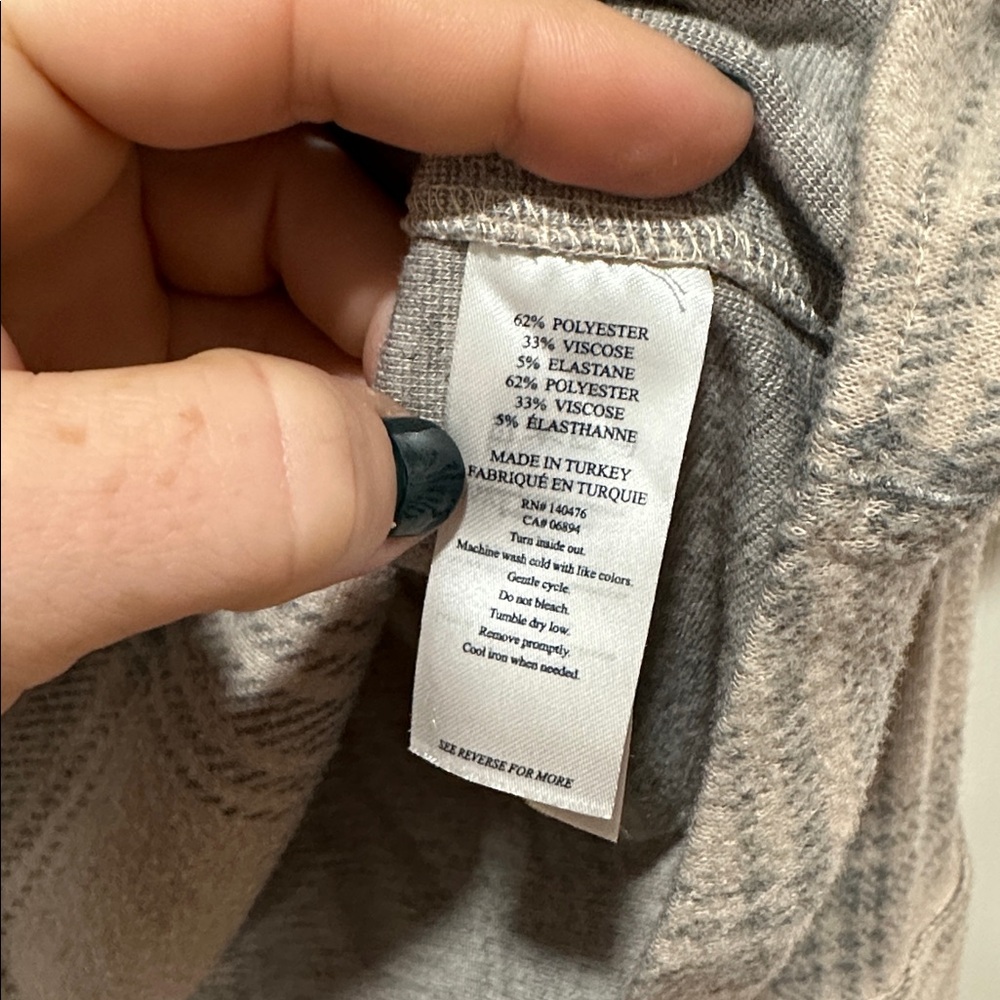 62% POLYESTER
33% VISCOSE
5% ELASTANE
62% POLYESTER
33% VISCOSE
5% ÉLASTHANNE
MADE IN TURKEY
FABRIQUÉ EN TURQUIE
RN# 140476
CA# 06894
Turn inside out.
Machine wash cold with like colors.
Gentle cycle.
Do not bleach.
Tumble dry low.
Remove promptly.
Cool iron when needed.
SEE REVERSE FOR MORE